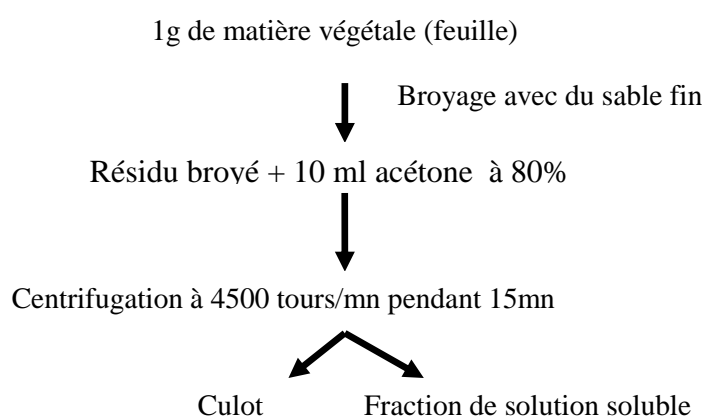 1g de matière végétale (feuille)
Broyage avec du sable fin
Résidu broyé + 10 ml acétone à 80%
Centrifugation à 4500 tours/mn pendant 15mn
Culot
Fraction de solution soluble